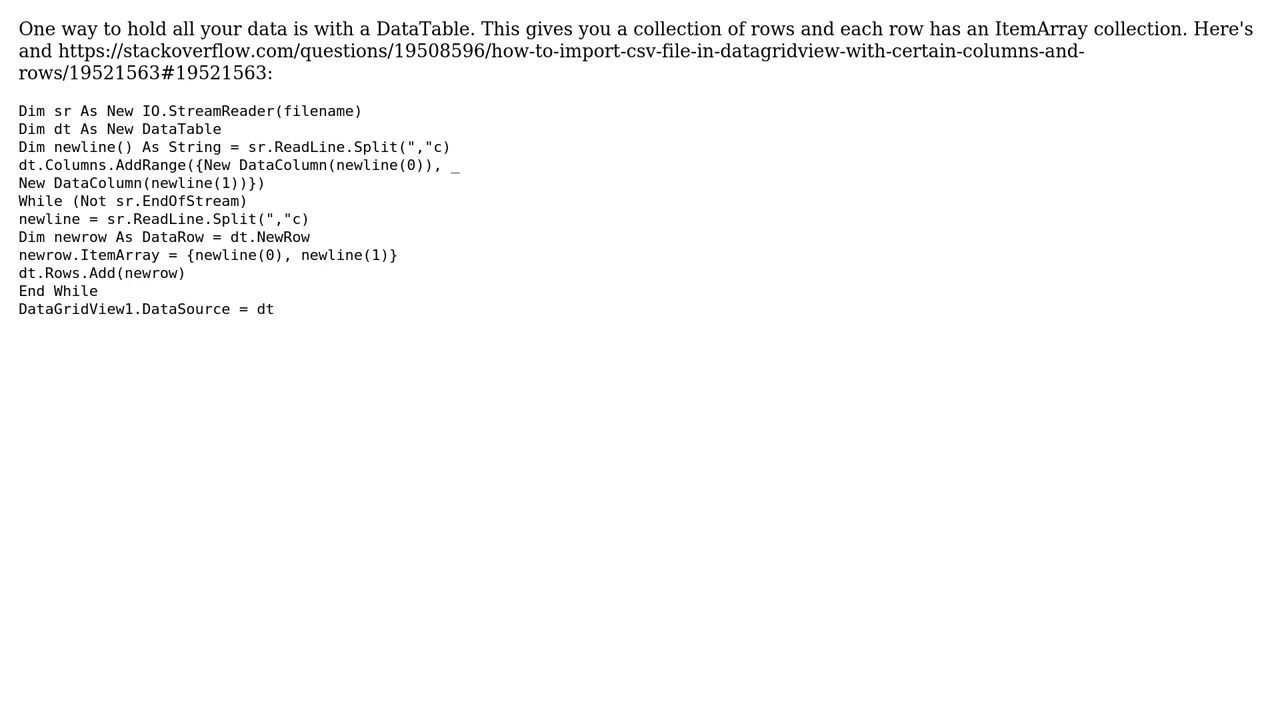 One way to hold all your data is with a DataTable. This gives you a collection of rows and each row has an ItemArray collection. Here's
and https://stackoverflow.com/questions/19508596/how-to-import-csv-file-in-datagridview-with-certain-columns-and-
rows/19521563#19521563:
Dim sr As New IO.StreamReader(filename)
Dim dt As New DataTable
Dim newline() As String = sr.ReadLine.Split(","c)
dt.Columns.AddRange({New DataColumn(newline(0)), _
New DataColumn(newline(1))})
While (Not sr.EndOfStream)
newline = sr.ReadLine.Split(","c)
Dim newrow As DataRow = dt.NewRow
newrow.ItemArray = {newline(0), newline(1)}
dt.Rows.Add(newrow)
End While
DataGridView1.DataSource = dt